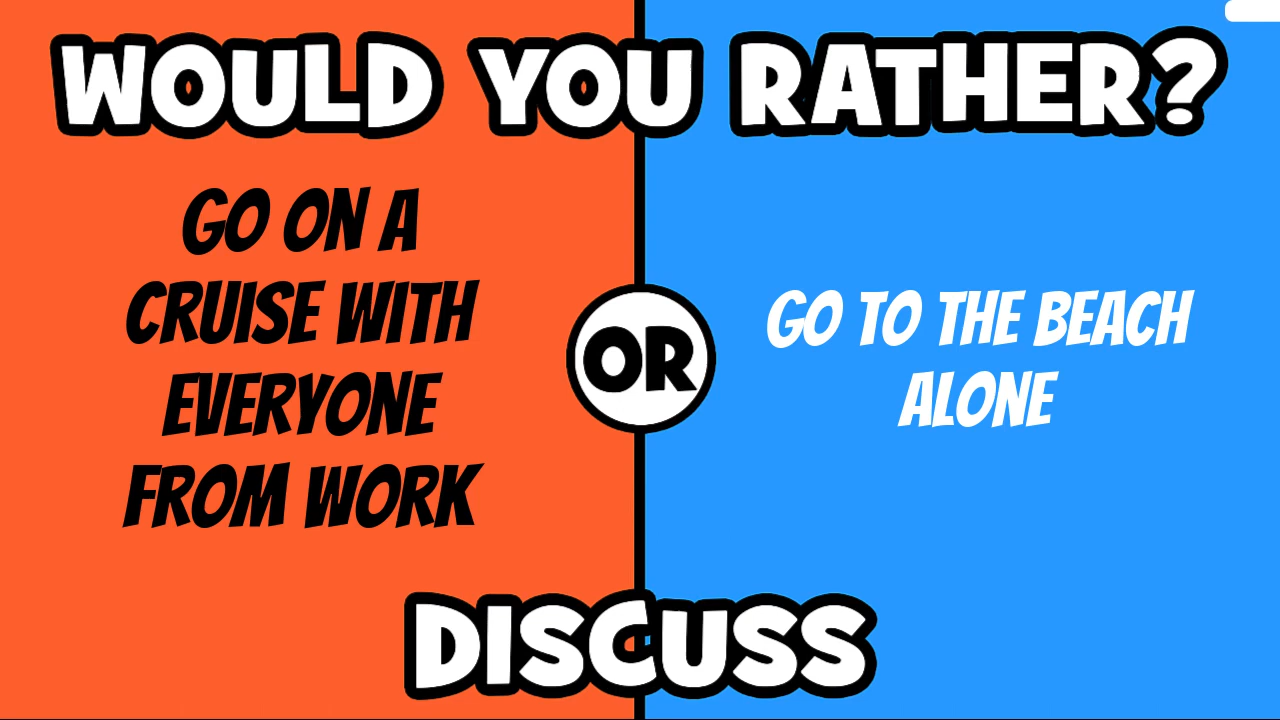 WOULD YOU RATHER?
GO ON A
CRUISE WITH
EVERYONE
FROM WORK
OR
GO TO THE BEACH
ALONE
DISCUSS